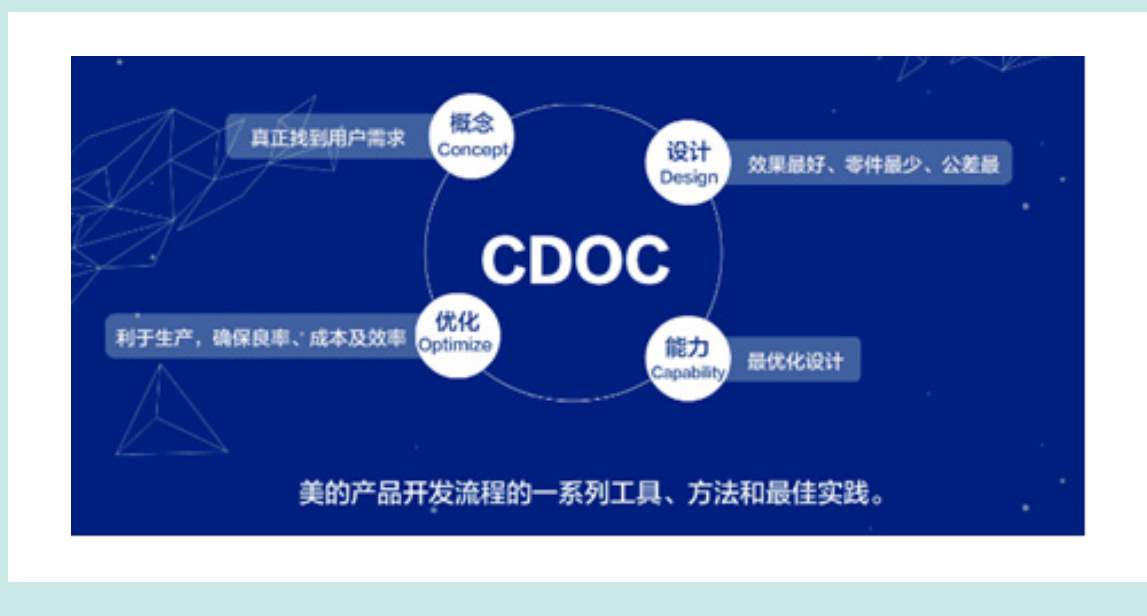 真正找到用户需求
概念
Concept
设计
Design
效果最好、零件最少、公差最
CDOC
利于生产，确保良率、成本及效率
优化
Optimize
能力
Capability
最优化设计
美的产品开发流程的一系列工具、方法和最佳实践。